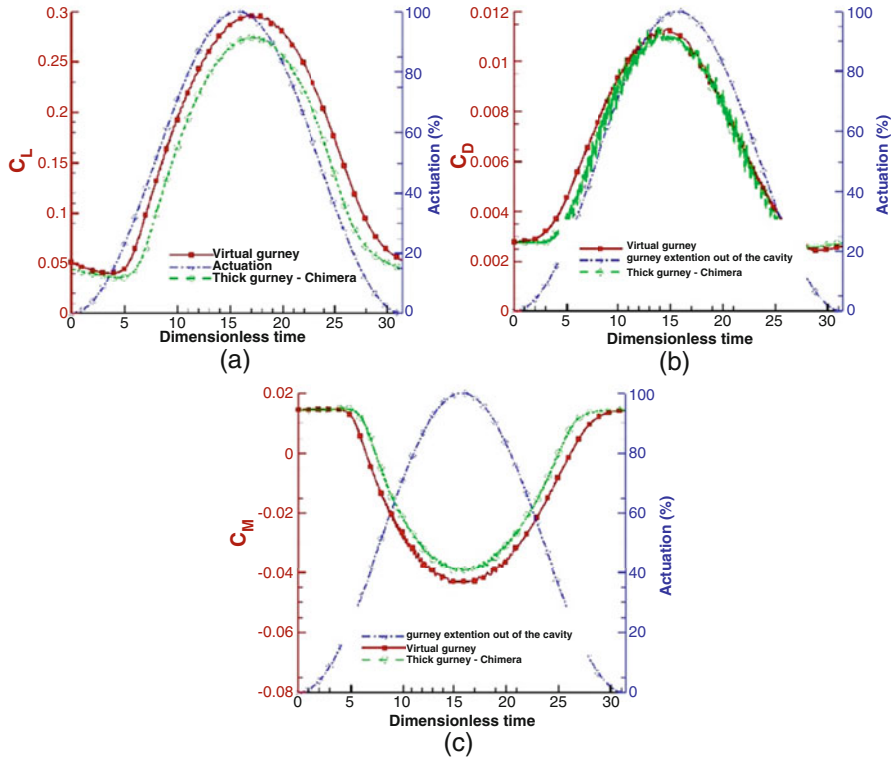 0.3
0.25
0.2
0.15
0.1
0.05
0
C_L
100
80
60
40
20
0
Actuation (%)
Virtual gurney
Actuation
Thick gurney - Chimera
0 5 10 15 20 25 30
Dimensionless time
(a)
0.012
0.01
0.008
0.006
0.004
0.002
0
C_D
100
80
60
40
20
0
Actuation (%)
Virtual gurney
gurney extention out of the cavity
Thick gurney - Chimera
0 5 10 15 20 25 30
Dimensionless time
(b)
0.02
0
-0.02
-0.04
-0.06
-0.08
C_M
100
80
60
40
20
0
Actuation (%)
gurney extention out of the cavity
Virtual gurney
Thick gurney - Chimera
0 5 10 15 20 25 30
Dimensionless time
(c)